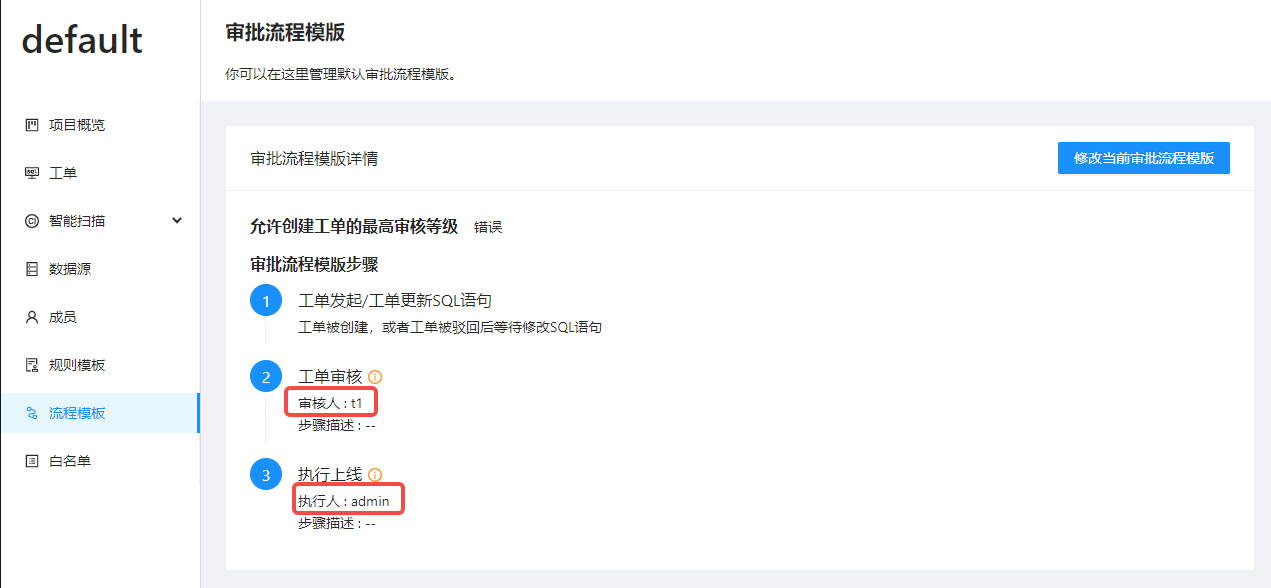 default
项目概览
工单
智能扫描
数据源
成员
规则模板
流程模板
白名单
审批流程模版
你可以在这里管理默认审批流程模版。
审批流程模版详情
修改当前审批流程模版
允许创建工单的最高审核等级 错误
审批流程模版步骤
1 工单发起/工单更新SQL语句
工单被创建，或者工单被驳回后等待修改SQL语句
2 工单审核
审核人 : t1
步骤描述 : --
3 执行上线
执行人 : admin
步骤描述 : --